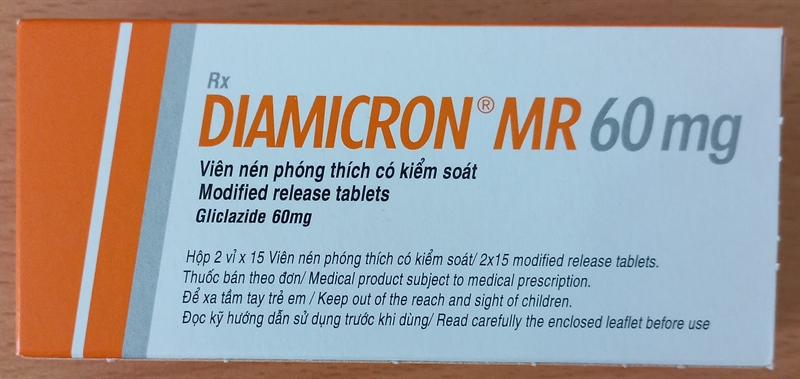 Rx
DIAMICRON® MR 60 mg
Viên nén phóng thích có kiểm soát
Modified release tablets
Gliclazide 60mg
Hộp 2 vỉ x 15 Viên nén phóng thích có kiểm soát/ 2x15 modified release tablets.
Thuốc bán theo đơn/ Medical product subject to medical prescription.
Để xa tầm tay trẻ em / Keep out of the reach and sight of children.
Đọc kỹ hướng dẫn sử dụng trước khi dùng/ Read carefully the enclosed leaflet before use